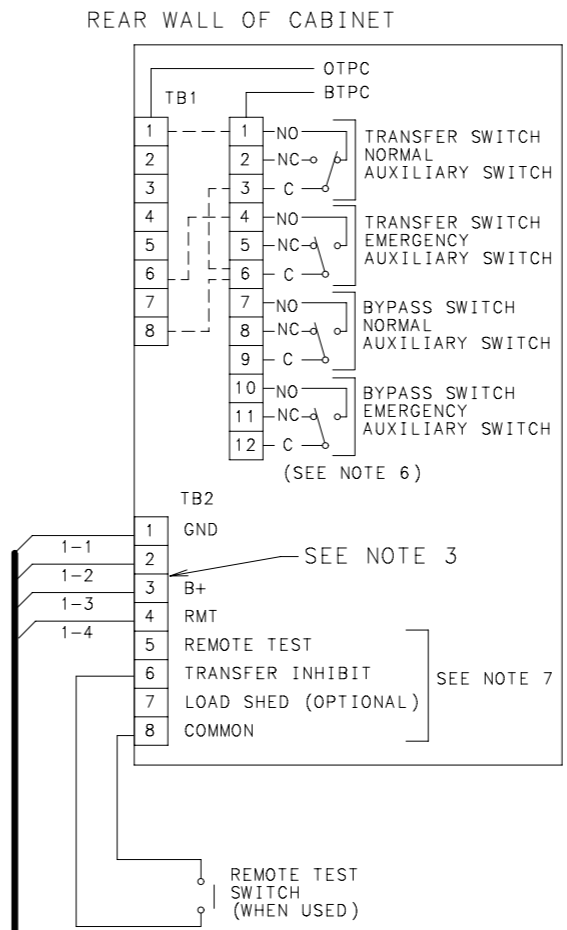 REAR WALL OF CABINET
OTPC
BTPC
TB1
1
2
3
4
5
6
7
8
1 NO
2 NC
3 C
TRANSFER SWITCH
NORMAL
AUXILIARY SWITCH
4 NO
5 NC
6 C
TRANSFER SWITCH
EMERGENCY
AUXILIARY SWITCH
7 NO
8 NC
9 C
BYPASS SWITCH
NORMAL
AUXILIARY SWITCH
10 NO
11 NC
12 C
BYPASS SWITCH
EMERGENCY
AUXILIARY SWITCH
(SEE NOTE 6)
TB2
1 GND
2
3 B+
4 RMT
5 REMOTE TEST
6 TRANSFER INHIBIT
7 LOAD SHED (OPTIONAL)
8 COMMON
1-1
1-2
1-3
1-4
SEE NOTE 3
SEE NOTE 7
REMOTE TEST
SWITCH
(WHEN USED)